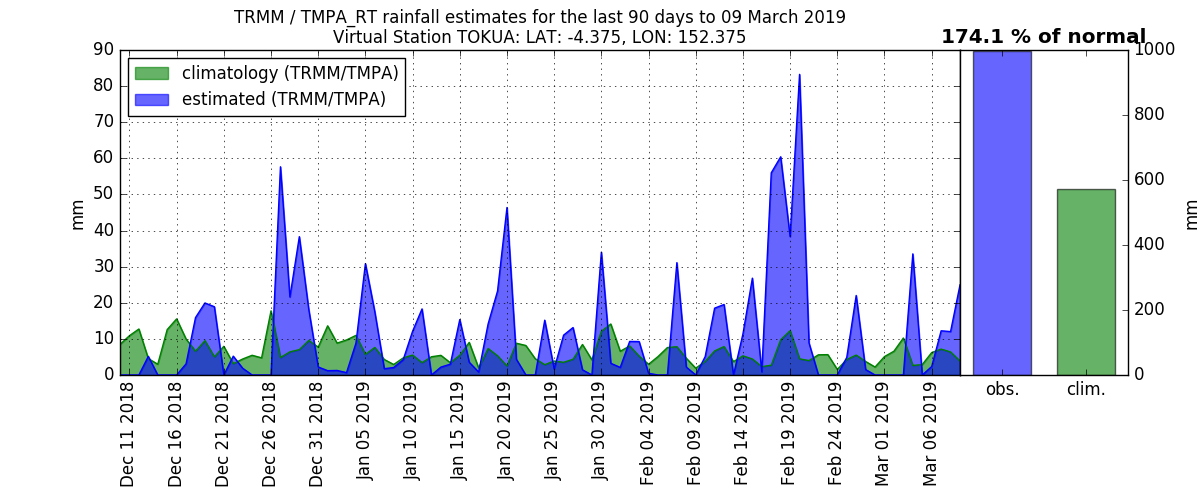 TRMM / TMPA_RT rainfall estimates for the last 90 days to 09 March 2019
Virtual Station TOKUA: LAT: -4.375, LON: 152.375
174.1 % of normal
climatology (TRMM/TMPA)
estimated (TRMM/TMPA)
90
80
70
60
50
40
30
20
10
0
mm
Dec 11 2018
Dec 16 2018
Dec 21 2018
Dec 26 2018
Dec 31 2018
Jan 05 2019
Jan 10 2019
Jan 15 2019
Jan 20 2019
Jan 25 2019
Jan 30 2019
Feb 04 2019
Feb 09 2019
Feb 14 2019
Feb 19 2019
Feb 24 2019
Mar 01 2019
Mar 06 2019
obs.
clim.
1000
800
600
400
200
0
mm